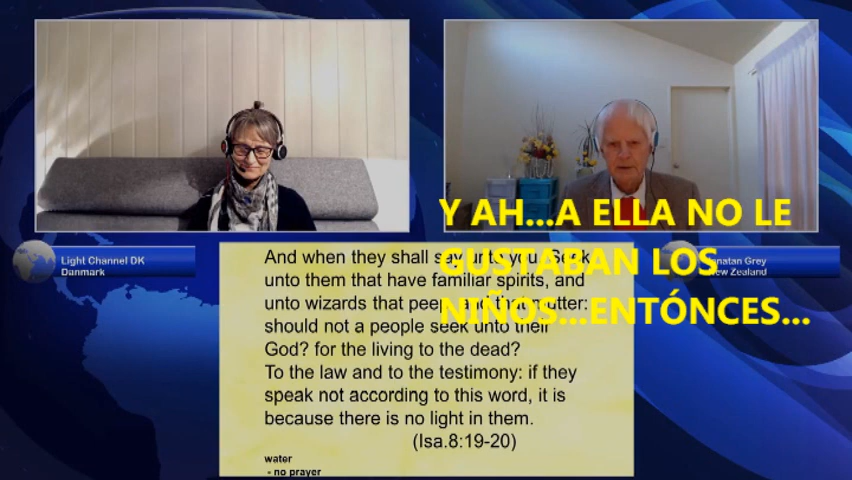 Y AH...A ELLA NO LE
GUSTABAN LOS
NIÑOS...ENTÓNCES...
Light Channel DK
Danmark
Grey
New Zealand
And when they shall say unto you, Seek
unto them that have familiar spirits, and
unto wizards that peep, and that mutter:
should not a people seek unto their
God? for the living to the dead?
To the law and to the testimony: if they
speak not according to this word, it is
because there is no light in them.
(Isa.8:19-20)
water
- no prayer